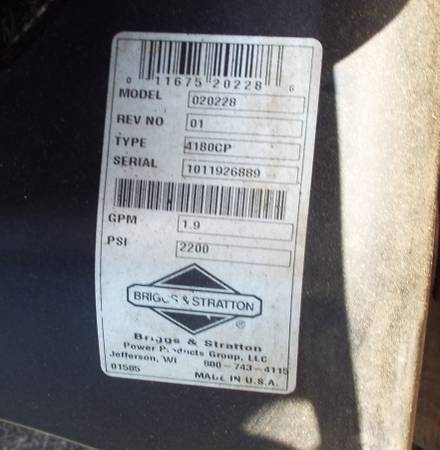 0 11675 20228 6
MODEL 020228
REV NO 01
TYPE 4180CP
SERIAL 1011926889
GPM 1.9
PSI 2200
BRIGGS & STRATTON ®
Briggs & Stratton
Power Products Group, LLC
Jefferson, WI 800-743-4115
01585 MADE IN U.S.A.